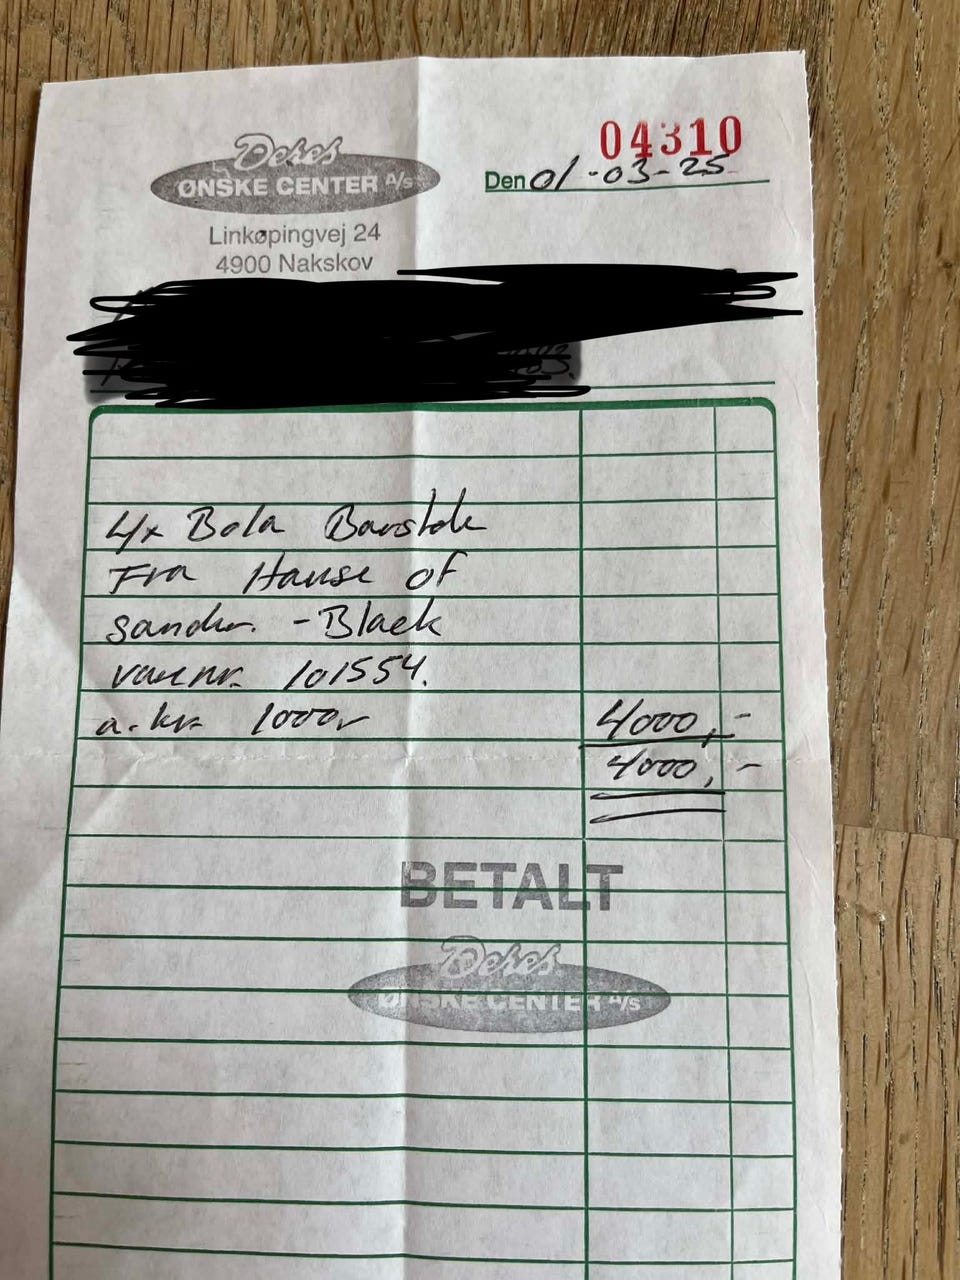 04310
Deres
ØNSKE CENTER A/S
Den 01-03-25
Linkøpingvej 24
4900 Nakskov
4x Bola Barstole
Fra Hause of
sander. - Black
varenr. 101554.
a. kr. 1000,- 4000,-
4000,-
BETALT
Deres
ØNSKE CENTER A/S